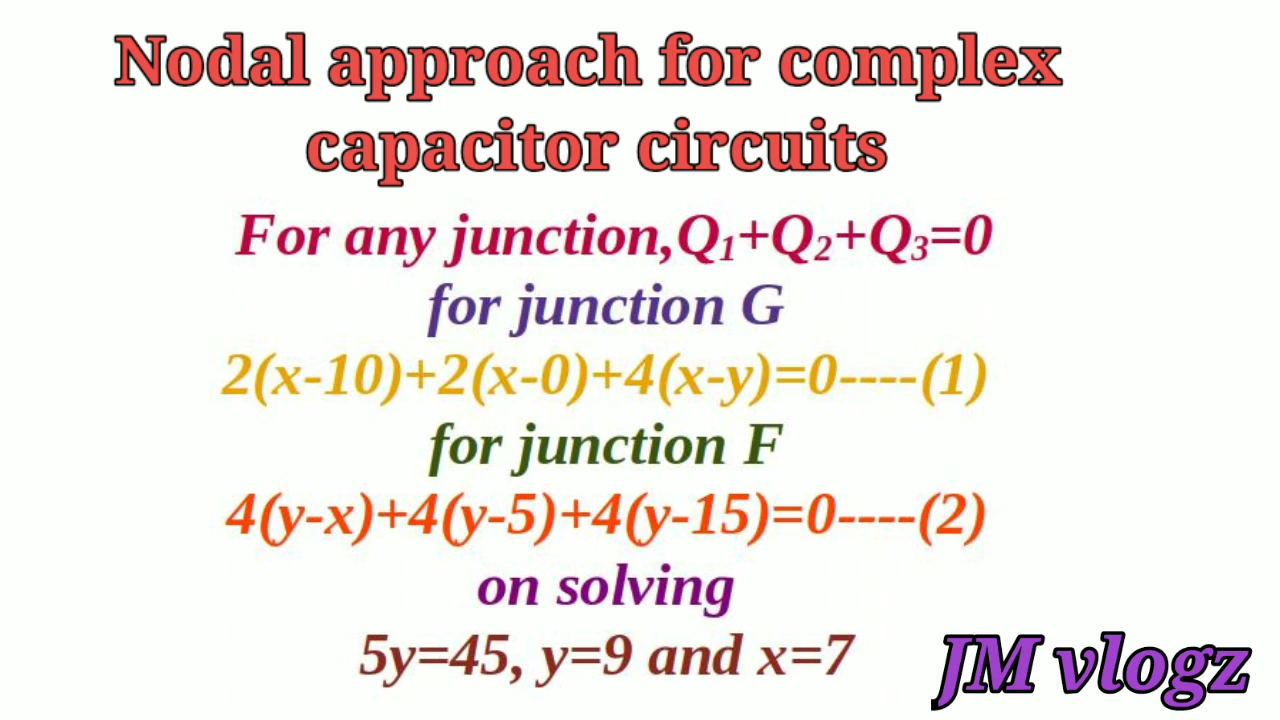 Nodal approach for complex
capacitor circuits
For any junction,Q₁+Q₂+Q₃=0
for junction G
2(x-10)+2(x-0)+4(x-y)=0----(1)
for junction F
4(y-x)+4(y-5)+4(y-15)=0----(2)
on solving
5y=45, y=9 and x=7
JM vlogz